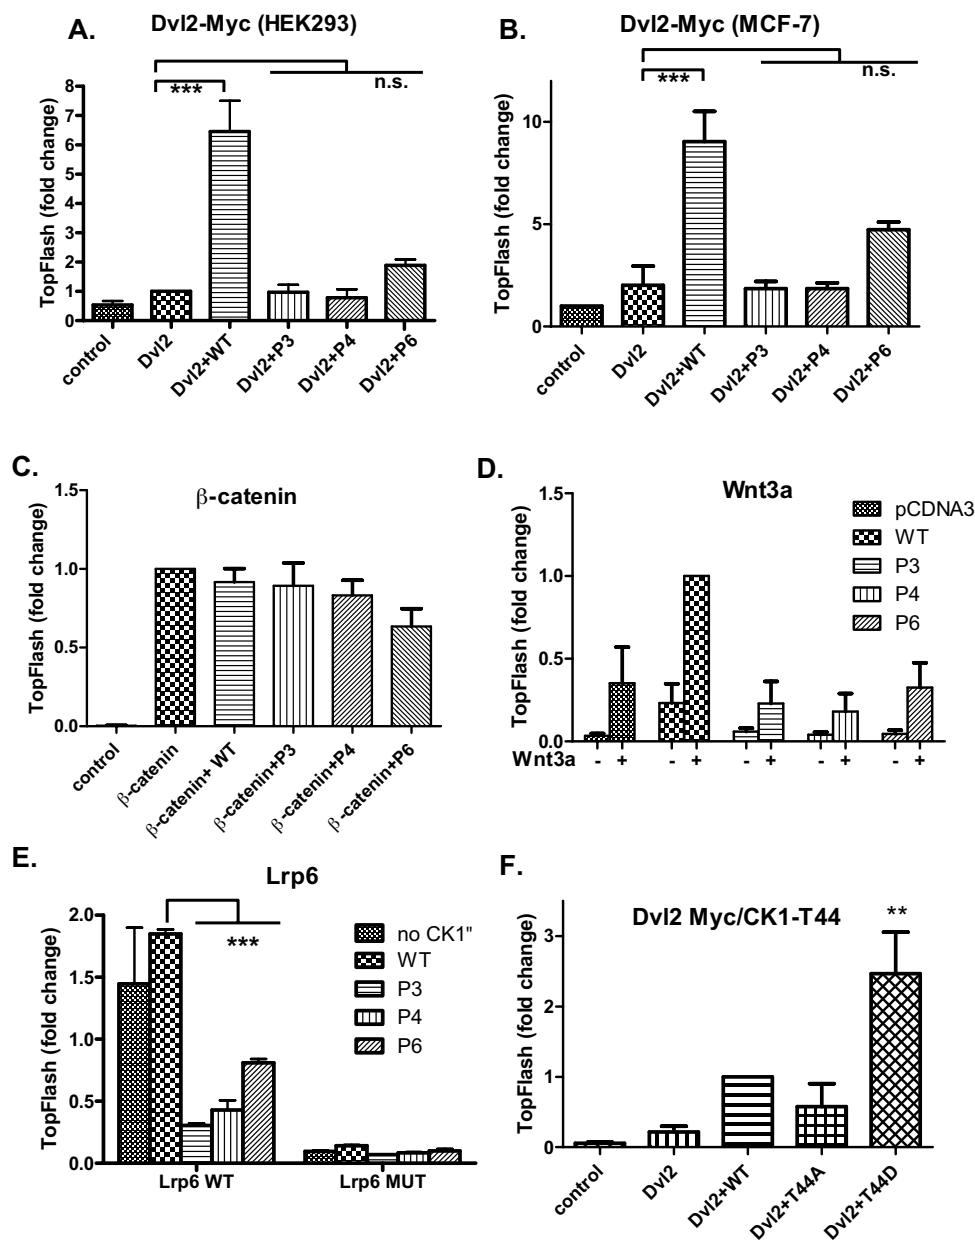 A.
Dvl2-Myc (HEK293)
n.s.
***
TopFlash (fold change)
8
7
6
5
4
3
2
1
0
control
Dvl2
Dvl2+WT
Dvl2+P3
Dvl2+P4
Dvl2+P6
B.
Dvl2-Myc (MCF-7)
n.s.
***
TopFlash (fold change)
10
5
0
control
Dvl2
Dvl2+WT
Dvl2+P3
Dvl2+P4
Dvl2+P6
C.
β-catenin
TopFlash (fold change)
1.5
1.0
0.5
0.0
control
β-catenin
β-catenin+ WT
β-catenin+P3
β-catenin+P4
β-catenin+P6
D.
Wnt3a
TopFlash (fold change)
1.5
1.0
0.5
0.0
pCDNA3
WT
P3
P4
P6
Wnt3a - + - + - + - + - +
E.
Lrp6
TopFlash (fold change)
2.0
1.5
1.0
0.5
0.0
***
no CK1"
WT
P3
P4
P6
Lrp6 WT Lrp6 MUT
F.
Dvl2 Myc/CK1-T44
**
TopFlash (fold change)
3
2
1
0
control
Dvl2
Dvl2+WT
Dvl2+T44A
Dvl2+T44D